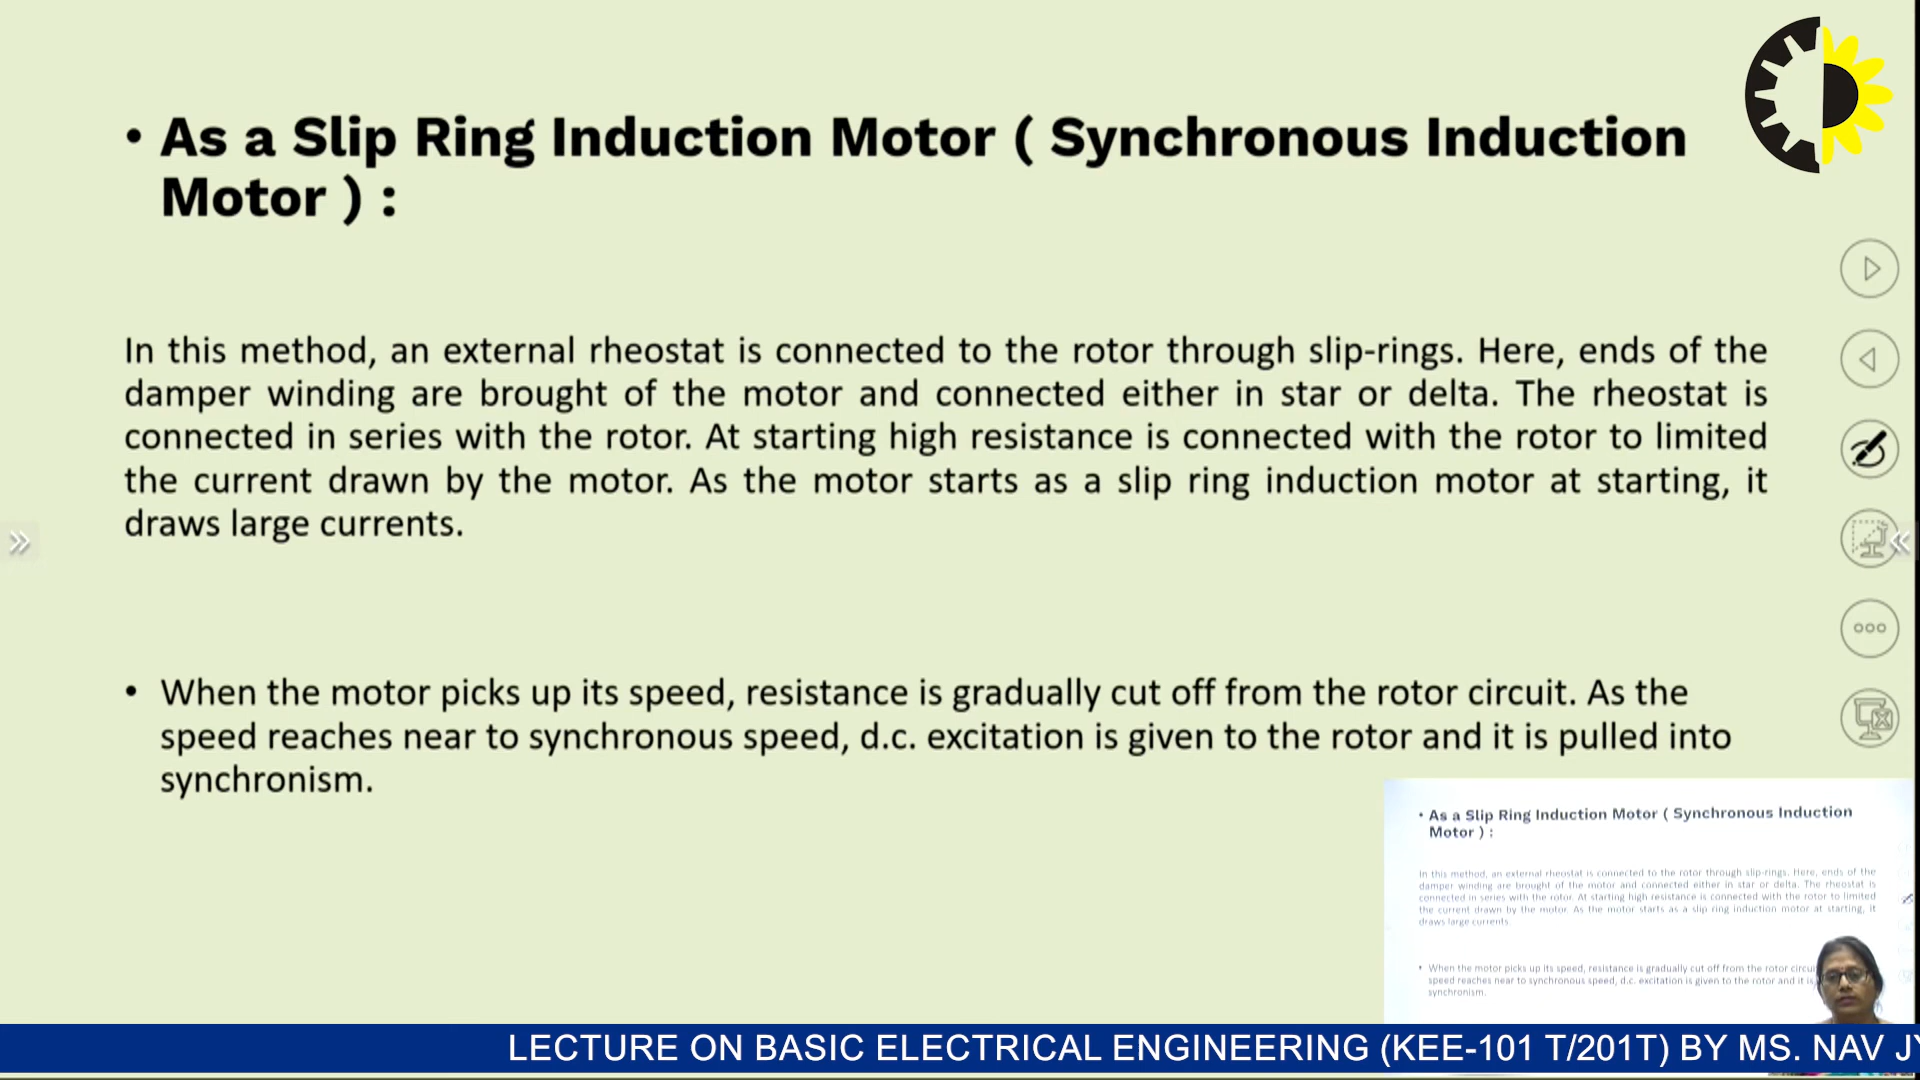 • As a Slip Ring Induction Motor ( Synchronous Induction
Motor ) :
In this method, an external rheostat is connected to the rotor through slip-rings. Here, ends of the
damper winding are brought of the motor and connected either in star or delta. The rheostat is
connected in series with the rotor. At starting high resistance is connected with the rotor to limited
the current drawn by the motor. As the motor starts as a slip ring induction motor at starting, it
draws large currents.
• When the motor picks up its speed, resistance is gradually cut off from the rotor circuit. As the
speed reaches near to synchronous speed, d.c. excitation is given to the rotor and it is pulled into
synchronism.
• As a Slip Ring Induction Motor ( Synchronous Induction
Motor ) :
In this method, an external rheostat is connected to the rotor through slip-rings. Here, ends of the
damper winding are brought of the motor and connected either in star or delta. The rheostat is
connected in series with the rotor. At starting high resistance is connected with the rotor to limited
the current drawn by the motor. As the motor starts as a slip ring induction motor at starting, it
draws large currents.
• When the motor picks up its speed, resistance is gradually cut off from the rotor circui
speed reaches near to synchronous speed, d.c. excitation is given to the rotor and it is
synchronism.
LECTURE ON BASIC ELECTRICAL ENGINEERING (KEE-101 T/201T) BY MS. NAV